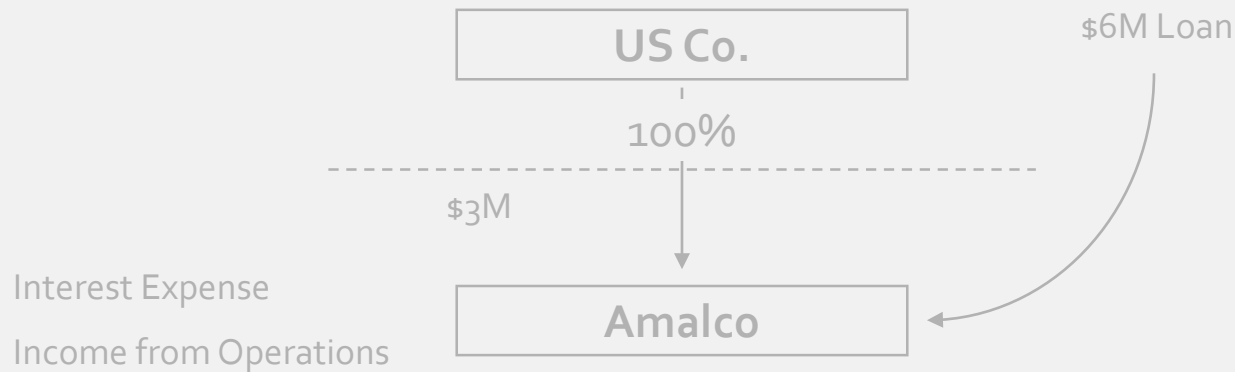 US Co.
$6M Loan
100%
$3M
Interest Expense
Amalco
Income from Operations